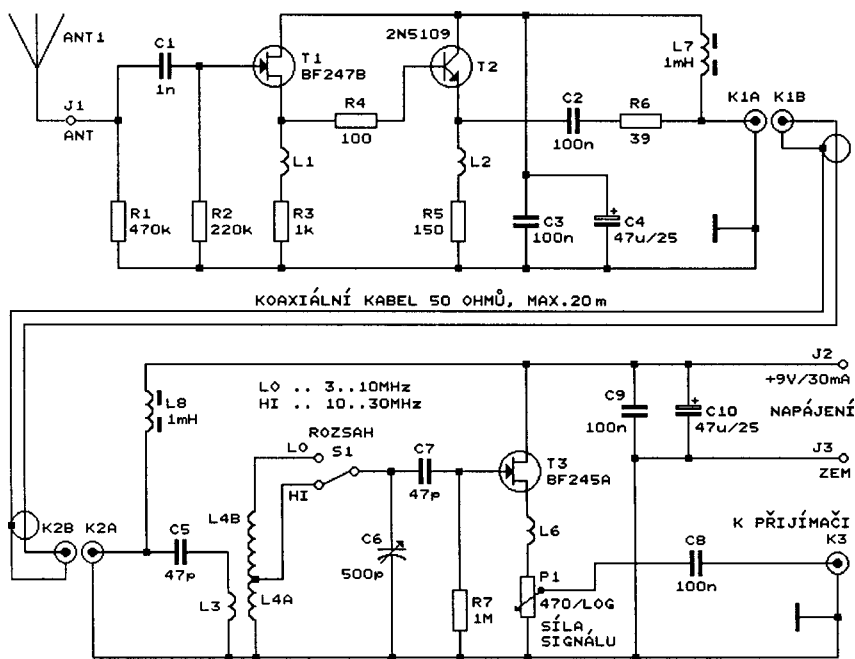 ANT1
J1
ANT
C1
1n
T1
BF247B
2N5109
T2
R4
100
L7
1mH
K1A
K1B
C2
100n
R6
39
L1
L2
R1
470k
R2
220k
R3
1k
R5
150
C3
100n
+
C4
47u/25
KOAXIÁLNÍ KABEL 50 OHMŮ, MAX.20m
J2
+9V/30mA
L8
1mH
LO .. 3..10MHz
HI .. 10..30MHz
C9
100n
+
C10
47u/25
NAPÁJENÍ
ROZSAH
S1
LO
HI
C7
47p
T3
BF245A
J3
ZEM
K2B
K2A
C5
47p
L4B
L4A
L3
C6
500p
L6
K PŘIJÍMAČI
K3
C8
100n
R7
1M
P1
470/LOG
SÍLA
SIGNÁLU